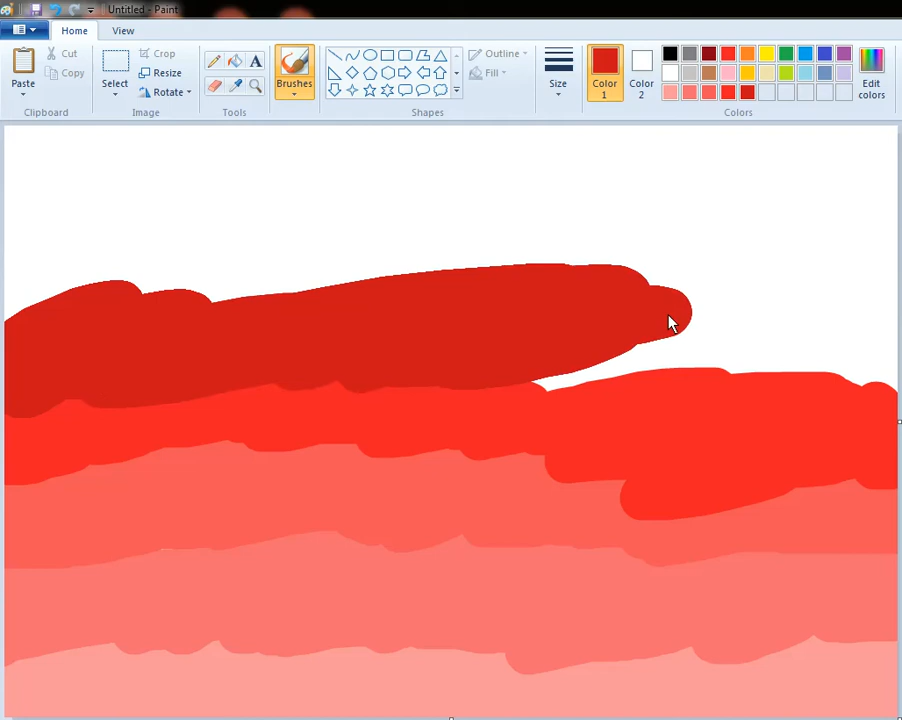 Untitled - Paint
Home View
Paste
Cut
Copy
Clipboard
Select
Crop
Resize
Rotate
Image
A
Tools
Brushes
Outline
Fill
Shapes
Size
Color
1
Color
2
Colors
Edit
colors